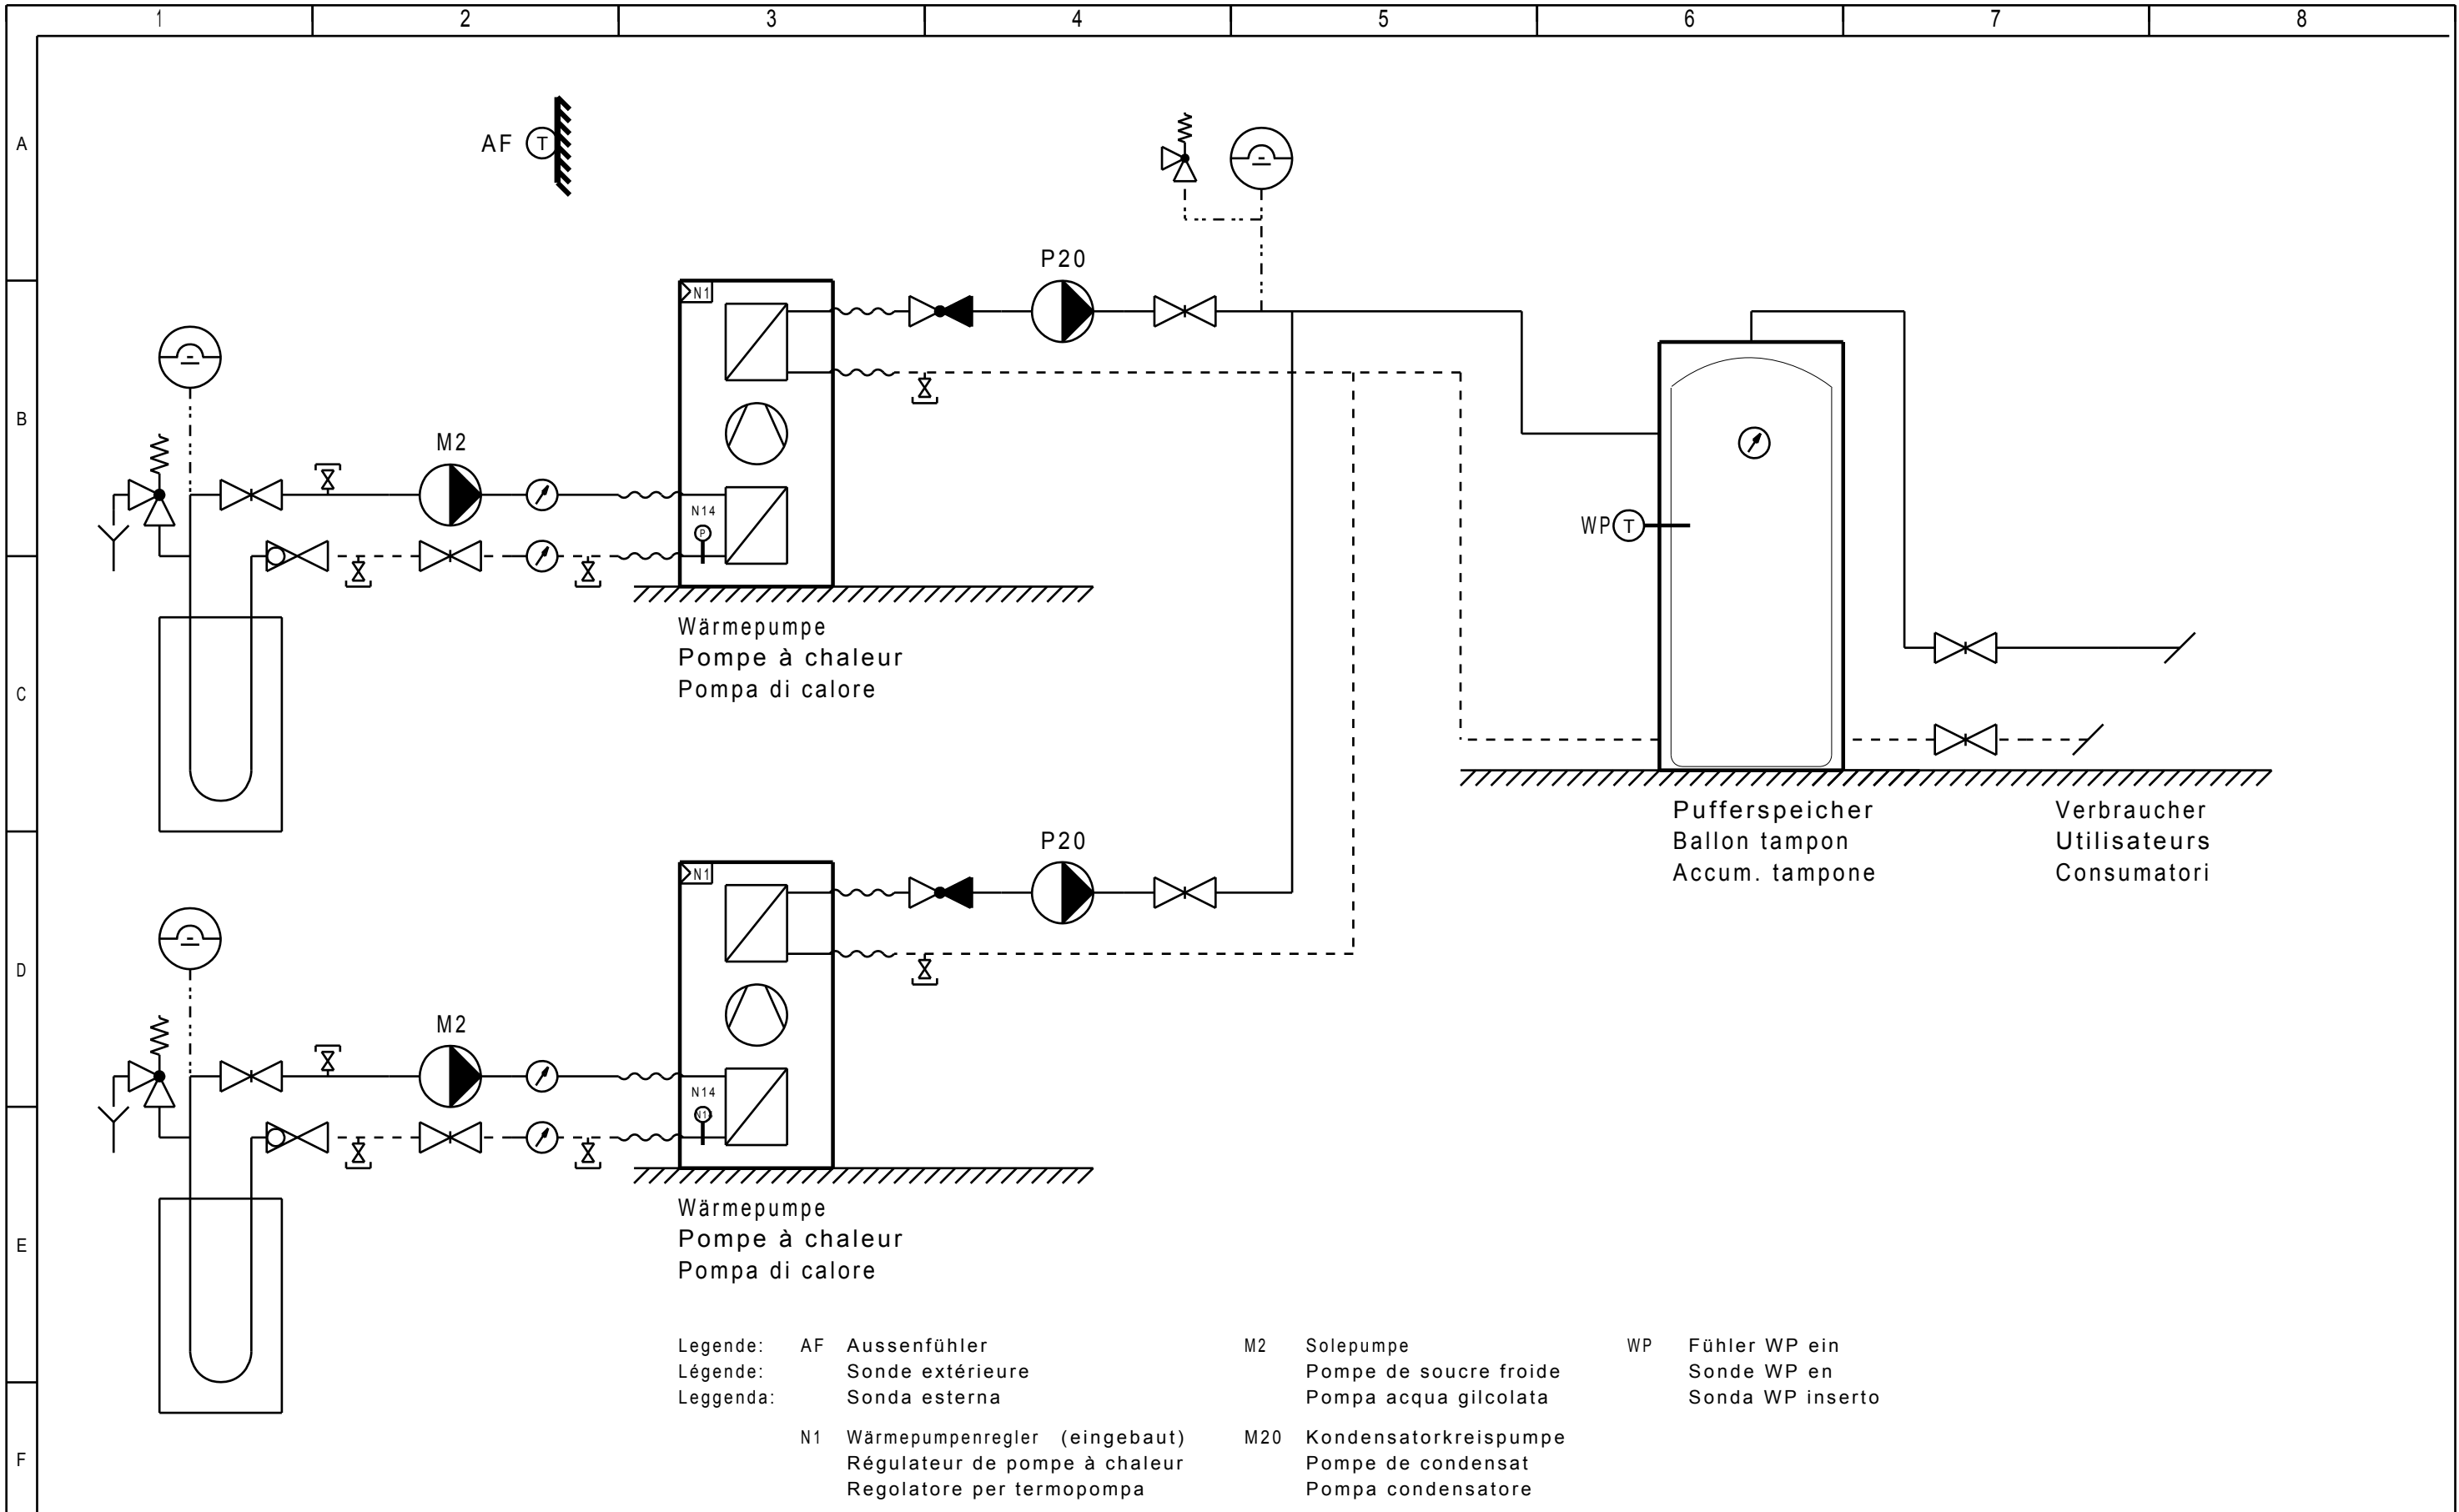 1 2 3 4 5 6 7 8
A
AF T
P20
N1
B
M2
N14
P
WP T
Wärmepumpe
Pompe à chaleur
Pompa di calore
C
Pufferspeicher
Ballon tampon
Accum. tampone
Verbraucher
Utilisateurs
Consumatori
P20
N1
D
M2
N14
Wärmepumpe
Pompe à chaleur
Pompa di calore
E
Legende: AF Aussenfühler
Légende: Sonde extérieure
Leggenda: Sonda esterna
M2 Solepumpe
Pompe de soucre froide
Pompa acqua gilcolata
WP Fühler WP ein
Sonde WP en
Sonda WP inserto
F
N1 Wärmepumpenregler (eingebaut)
Régulateur de pompe à chaleur
Regolatore per termopompa
M20 Kondensatorkreispumpe
Pompe de condensat
Pompa condensatore